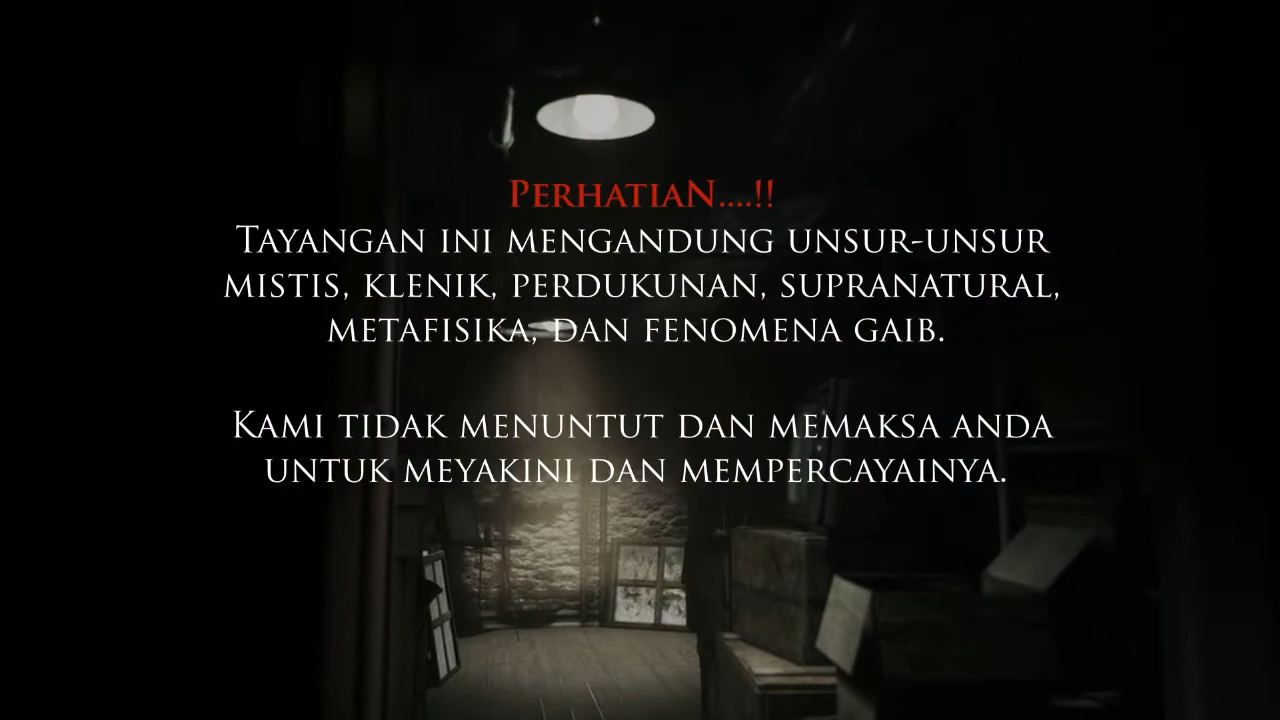 PERHATIAN....!!
TAYANGAN INI MENGANDUNG UNSUR-UNSUR
MISTIS, KLENIK, PERDUKUNAN, SUPRANATURAL,
METAFISIKA, DAN FENOMENA GAIB.
KAMI TIDAK MENUNTUT DAN MEMAKSA ANDA
UNTUK MEYAKINI DAN MEMPERCAYAINYA.